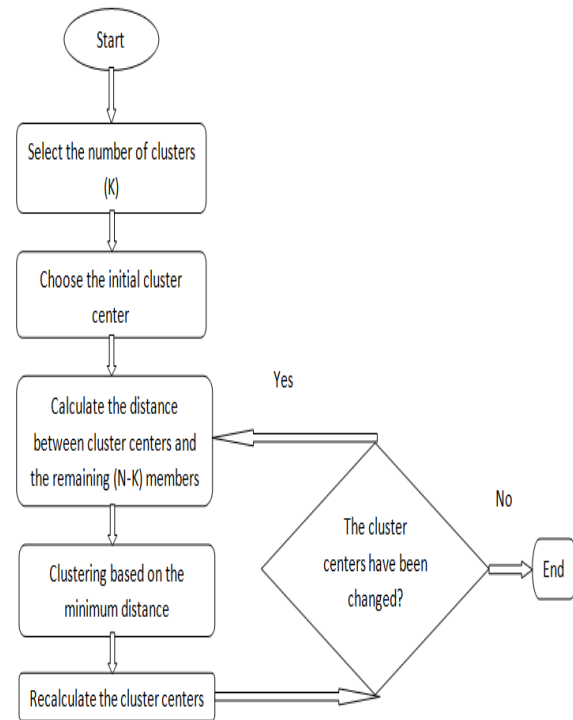 Start
Select the number of clusters
(K)
Choose the initial cluster
center
Calculate the distance
between cluster centers and
the remaining (N-K) members
Clustering based on the
minimum distance
Recalculate the cluster centers
Yes
The cluster
centers have been
changed?
No
End